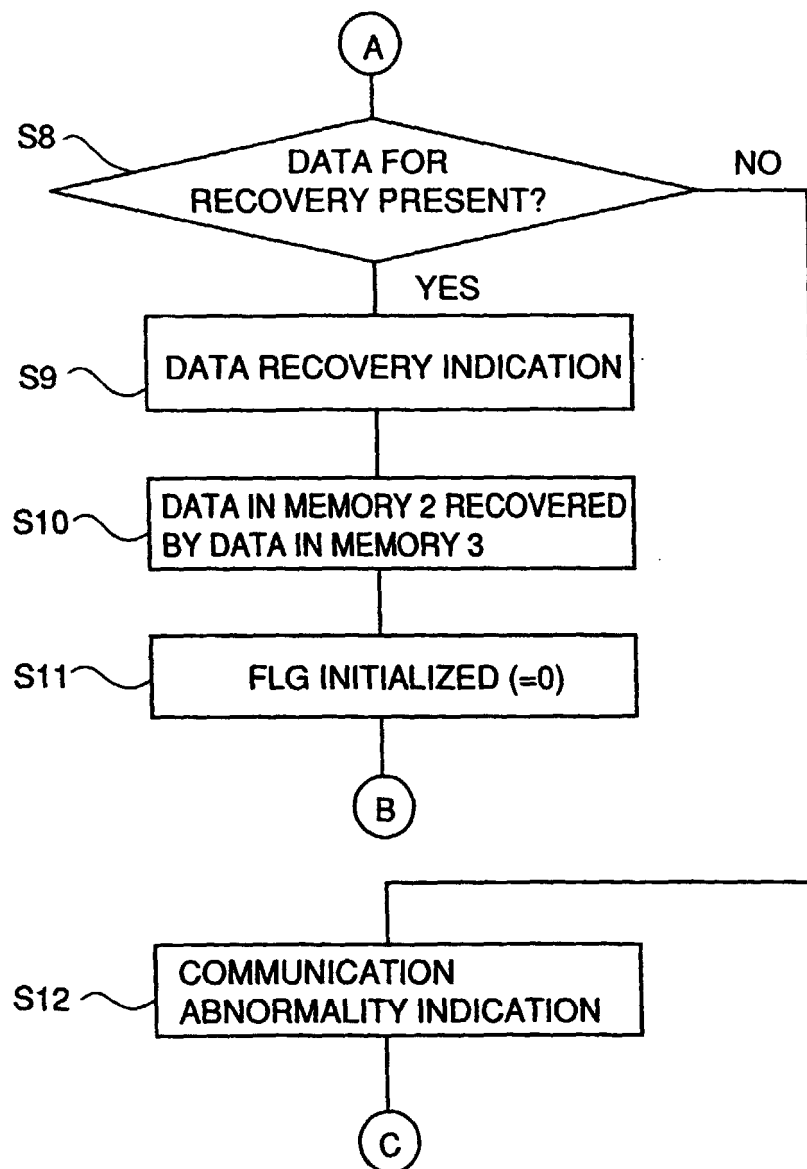 A
S8
DATA FOR
RECOVERY PRESENT?
NO
YES
S9
DATA RECOVERY INDICATION
S10
DATA IN MEMORY 2 RECOVERED
BY DATA IN MEMORY 3
S11
FLG INITIALIZED (=0)
B
S12
COMMUNICATION
ABNORMALITY INDICATION
C